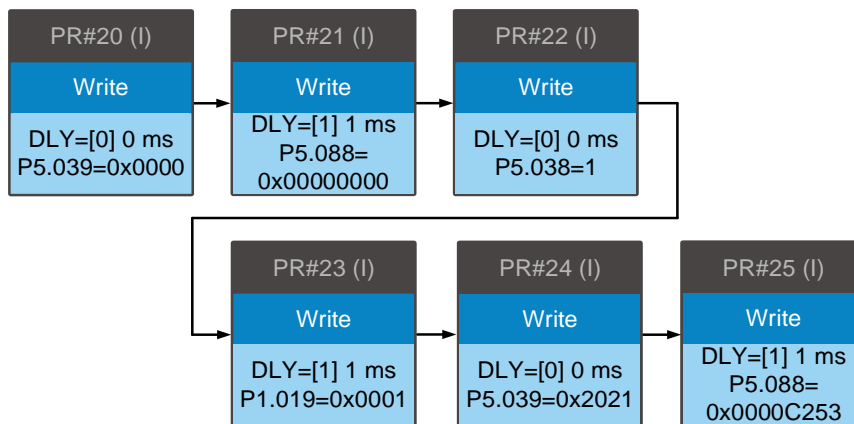 PR#20 (I)
Write
DLY=[0] 0 ms
P5.039=0x0000
PR#21 (I)
Write
DLY=[1] 1 ms
P5.088=
0x00000000
PR#22 (I)
Write
DLY=[0] 0 ms
P5.038=1
PR#23 (I)
Write
DLY=[1] 1 ms
P1.019=0x0001
PR#24 (I)
Write
DLY=[0] 0 ms
P5.039=0x2021
PR#25 (I)
Write
DLY=[1] 1 ms
P5.088=
0x0000C253